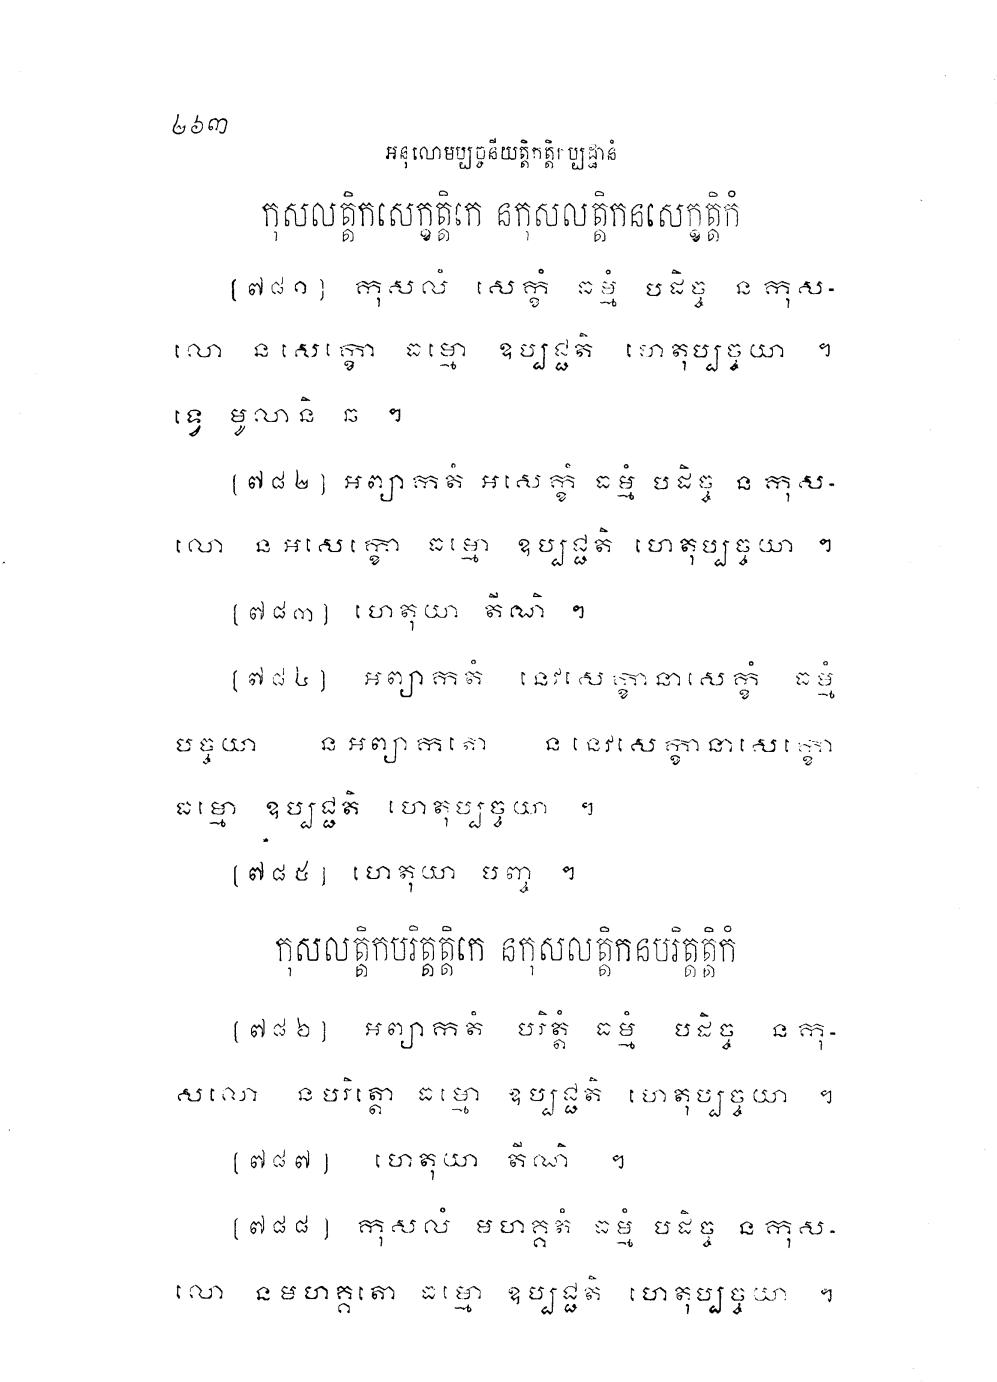 ២៦៣
អនុលោមប្បច្ចនីយត្តិកត្តិកប្បដ្ឋានំ
កុសលត្តិកសេក្ខត្តិកេ នកុសលត្តិកនសេក្ខត្តិកំ
[៧៨១] កុសលំ សេក្ខំ ធម្មំ បដិច្ច នកុស-
លោ នសេក្ខោ ធម្មោ ឧប្បជ្ជតិ ហេតុប្បច្ចយា ។
ទ្វេ មូលានិ ច ។
[៧៨២] អព្យាកតំ អសេក្ខំ ធម្មំ បដិច្ច នកុស-
លោ នអសេក្ខោ ធម្មោ ឧប្បជ្ជតិ ហេតុប្បច្ចយា ។
[៧៨៣] ហេតុយា តីណិ ។
[៧៨៤] អព្យាកតំ នេវសេក្ខានាសេក្ខំ ធម្មំ
បច្ចយា នអព្យាកតោ ននេវសេក្ខានាសេក្ខោ
ធម្មោ ឧប្បជ្ជតិ ហេតុប្បច្ចយា ។
[៧៨៥] ហេតុយា បញ្ច ។
កុសលត្តិកបរិត្តត្តិកេ នកុសលត្តិកនបរិត្តត្តិកំ
[៧៨៦] អព្យាកតំ បរិត្តំ ធម្មំ បដិច្ច នកុ-
សលោ នបរិត្តោ ធម្មោ ឧប្បជ្ជតិ ហេតុប្បច្ចយា ។
[៧៨៧] ហេតុយា តីណិ ។
[៧៨៨] កុសលំ មហគ្គតំ ធម្មំ បដិច្ច នកុស-
លោ នមហគ្គតោ ធម្មោ ឧប្បជ្ជតិ ហេតុប្បច្ចយា ។